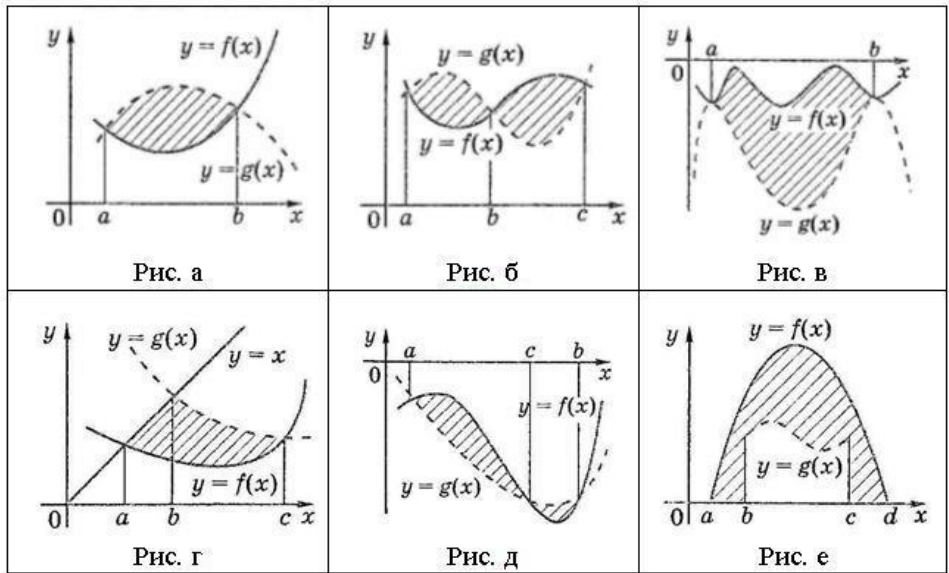 y
y = f(x)
y = g(x)
0
a
b
x
Рис. а
y
y = g(x)
y = f(x)
0
a
b
c
x
Рис. б
y
a
b
0
x
y = f(x)
y = g(x)
Рис. в
y
y = g(x)
y = x
y = f(x)
0
a
b
c
x
Рис. г
y
a
c
b
0
x
y = f(x)
y = g(x)
Рис. д
y
y = f(x)
y = g(x)
0
a
b
c
d
x
Рис. е